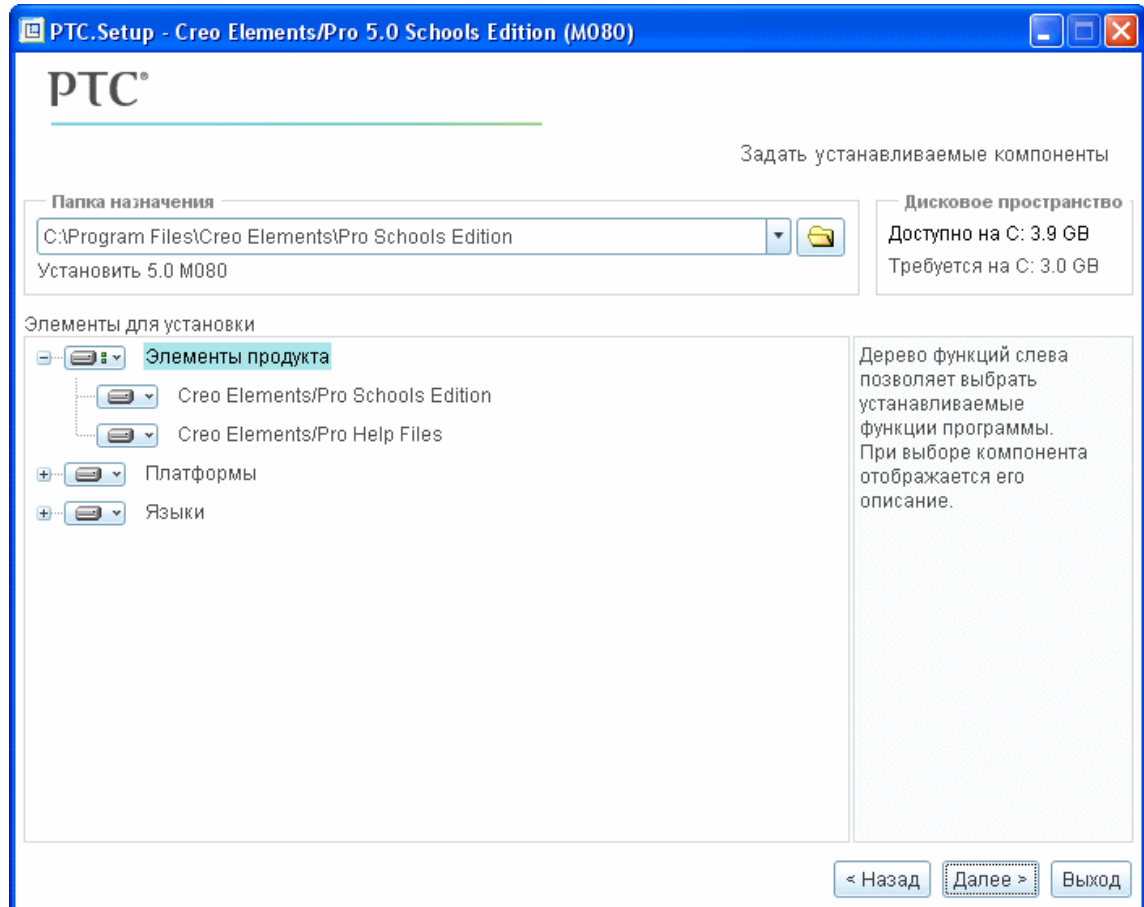 PTC.Setup - Creo Elements/Pro 5.0 Schools Edition (M080)
PTC®
Задать устанавливаемые компоненты
Папка назначения
C:\Program Files\Creo Elements\Pro Schools Edition
Установить 5.0 M080
Дисковое пространство
Доступно на C: 3.9 GB
Требуется на C: 3.0 GB
Элементы для установки
Элементы продукта
Creo Elements/Pro Schools Edition
Creo Elements/Pro Help Files
Платформы
Языки
Дерево функций слева
позволяет выбрать
устанавливаемые
функции программы.
При выборе компонента
отображается его
описание.
< Назад
Далее >
Выход